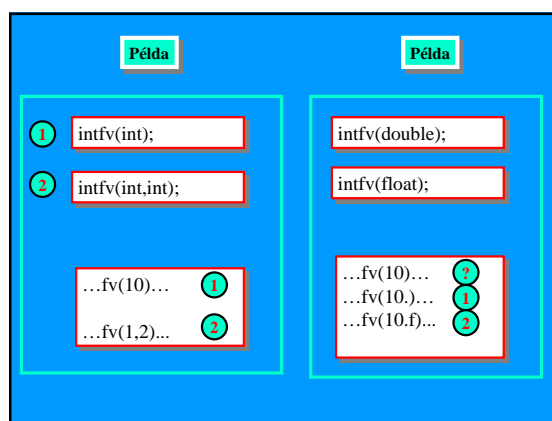 Példa
1 intfv(int);
2 intfv(int,int);
…fv(10)… 1
…fv(1,2)... 2
Példa
intfv(double);
intfv(float);
…fv(10)… ?
…fv(10.)… 1
…fv(10.f)... 2